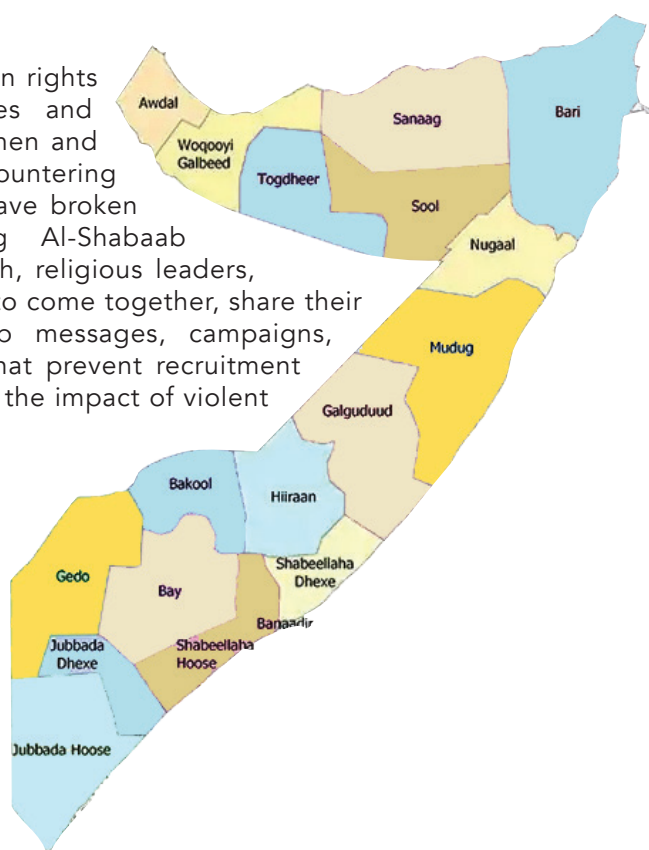 n rights
es and
nen and
ountering
ave broken
g Al-Shabaab
h, religious leaders,
to come together, share their
o messages, campaigns,
hat prevent recruitment
the impact of violent
Awdal
Woqooyi
Galbeed
Togdheer
Sanaag
Bari
Sool
Nugaal
Mudug
Galguduud
Bakool
Hiiraan
Gedo
Bay
Shabeellaha
Dhexe
Banaadir
Jubbada
Dhexe
Shabeellaha
Hoose
Jubbada Hoose